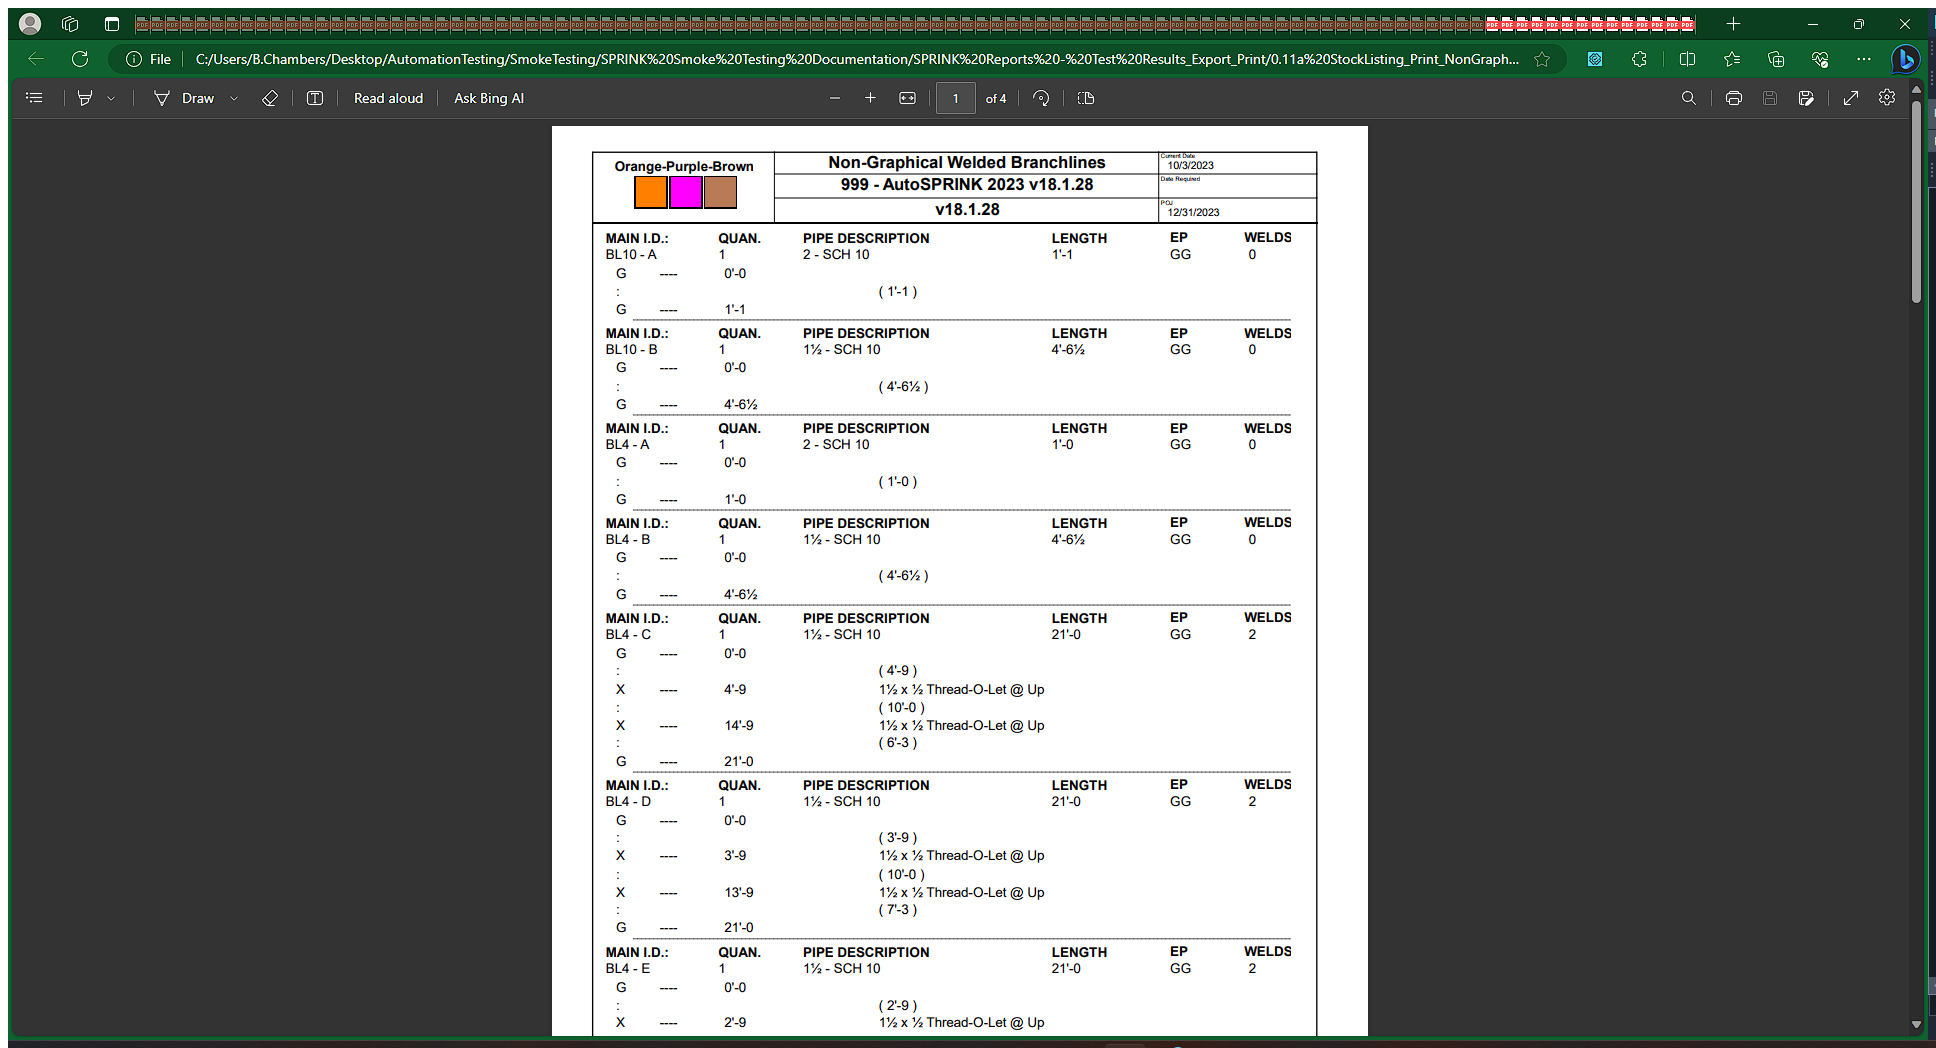 File C:/Users/B.Chambers/Desktop/AutomationTesting/SmokeTesting/SPRINK%20Smoke%20Testing%20Documentation/SPRINK%20Reports%20-%20Test%20Results_Export_Print/0.11a%20StockListing_Print_NonGraph...
Draw Read aloud Ask Bing AI 1 of 4
Orange-Purple-Brown
Non-Graphical Welded Branchlines
999 - AutoSPRINK 2023 v18.1.28
v18.1.28
Current Date
10/3/2023
Date Required
POJ
12/31/2023
MAIN I.D.: QUAN. PIPE DESCRIPTION LENGTH EP WELDS
BL10 - A 1 2 - SCH 10 1'-1 GG 0
G ---- 0'-0
: ( 1'-1 )
G ---- 1'-1
MAIN I.D.: QUAN. PIPE DESCRIPTION LENGTH EP WELDS
BL10 - B 1 1½ - SCH 10 4'-6½ GG 0
G ---- 0'-0
: ( 4'-6½ )
G ---- 4'-6½
MAIN I.D.: QUAN. PIPE DESCRIPTION LENGTH EP WELDS
BL4 - A 1 2 - SCH 10 1'-0 GG 0
G ---- 0'-0
: ( 1'-0 )
G ---- 1'-0
MAIN I.D.: QUAN. PIPE DESCRIPTION LENGTH EP WELDS
BL4 - B 1 1½ - SCH 10 4'-6½ GG 0
G ---- 0'-0
: ( 4'-6½ )
G ---- 4'-6½
MAIN I.D.: QUAN. PIPE DESCRIPTION LENGTH EP WELDS
BL4 - C 1 1½ - SCH 10 21'-0 GG 2
G ---- 0'-0
: ( 4'-9 )
X ---- 4'-9 1½ x ½ Thread-O-Let @ Up
: ( 10'-0 )
X ---- 14'-9 1½ x ½ Thread-O-Let @ Up
: ( 6'-3 )
G ---- 21'-0
MAIN I.D.: QUAN. PIPE DESCRIPTION LENGTH EP WELDS
BL4 - D 1 1½ - SCH 10 21'-0 GG 2
G ---- 0'-0
: ( 3'-9 )
X ---- 3'-9 1½ x ½ Thread-O-Let @ Up
: ( 10'-0 )
X ---- 13'-9 1½ x ½ Thread-O-Let @ Up
: ( 7'-3 )
G ---- 21'-0
MAIN I.D.: QUAN. PIPE DESCRIPTION LENGTH EP WELDS
BL4 - E 1 1½ - SCH 10 21'-0 GG 2
G ---- 0'-0
: ( 2'-9 )
X ---- 2'-9 1½ x ½ Thread-O-Let @ Up